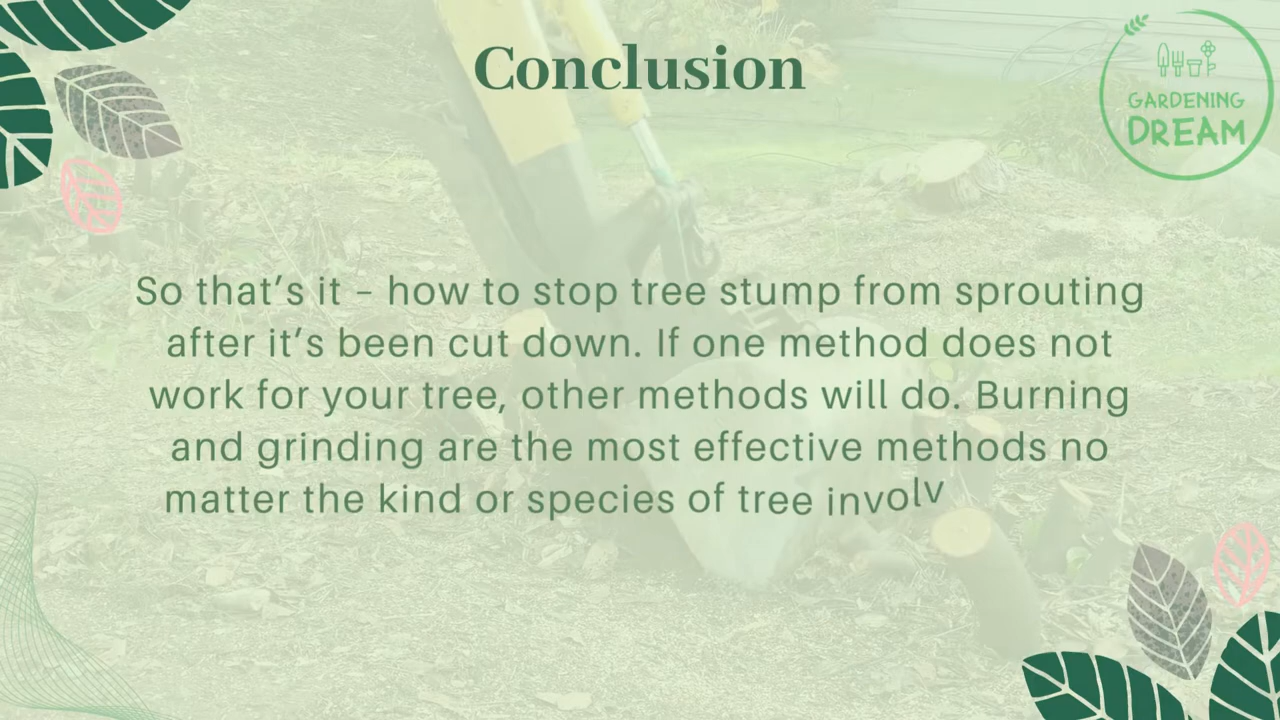 Conclusion
GARDENING
DREAM
So that’s it – how to stop tree stump from sprouting
after it’s been cut down. If one method does not
work for your tree, other methods will do. Burning
and grinding are the most effective methods no
matter the kind or species of tree involv